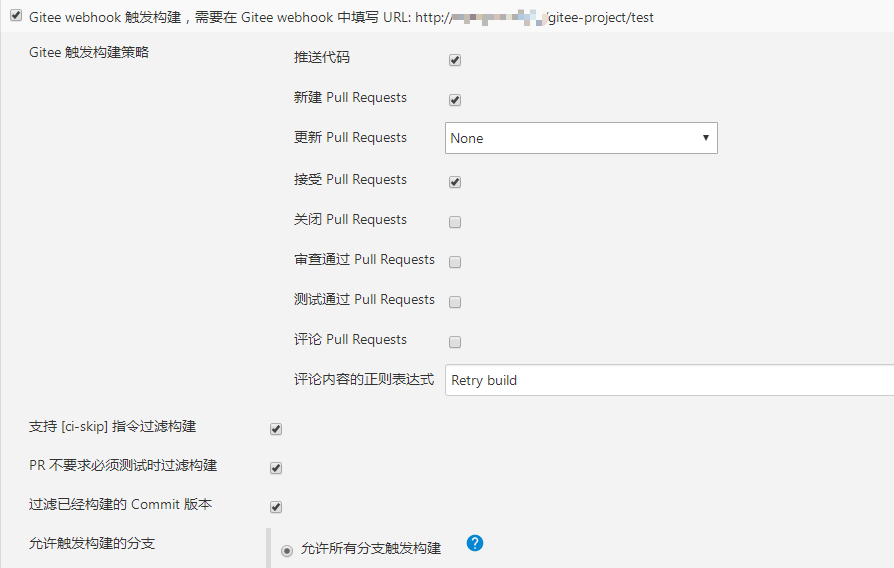 Gitee webhook 触发构建，需要在 Gitee webhook 中填写 URL: http:// /gitee-project/test
Gitee 触发构建策略
推送代码
新建 Pull Requests
更新 Pull Requests
None
接受 Pull Requests
关闭 Pull Requests
审查通过 Pull Requests
测试通过 Pull Requests
评论 Pull Requests
评论内容的正则表达式
Retry build
支持 [ci-skip] 指令过滤构建
PR 不要求必须测试时过滤构建
过滤已经构建的 Commit 版本
允许触发构建的分支
允许所有分支触发构建
?